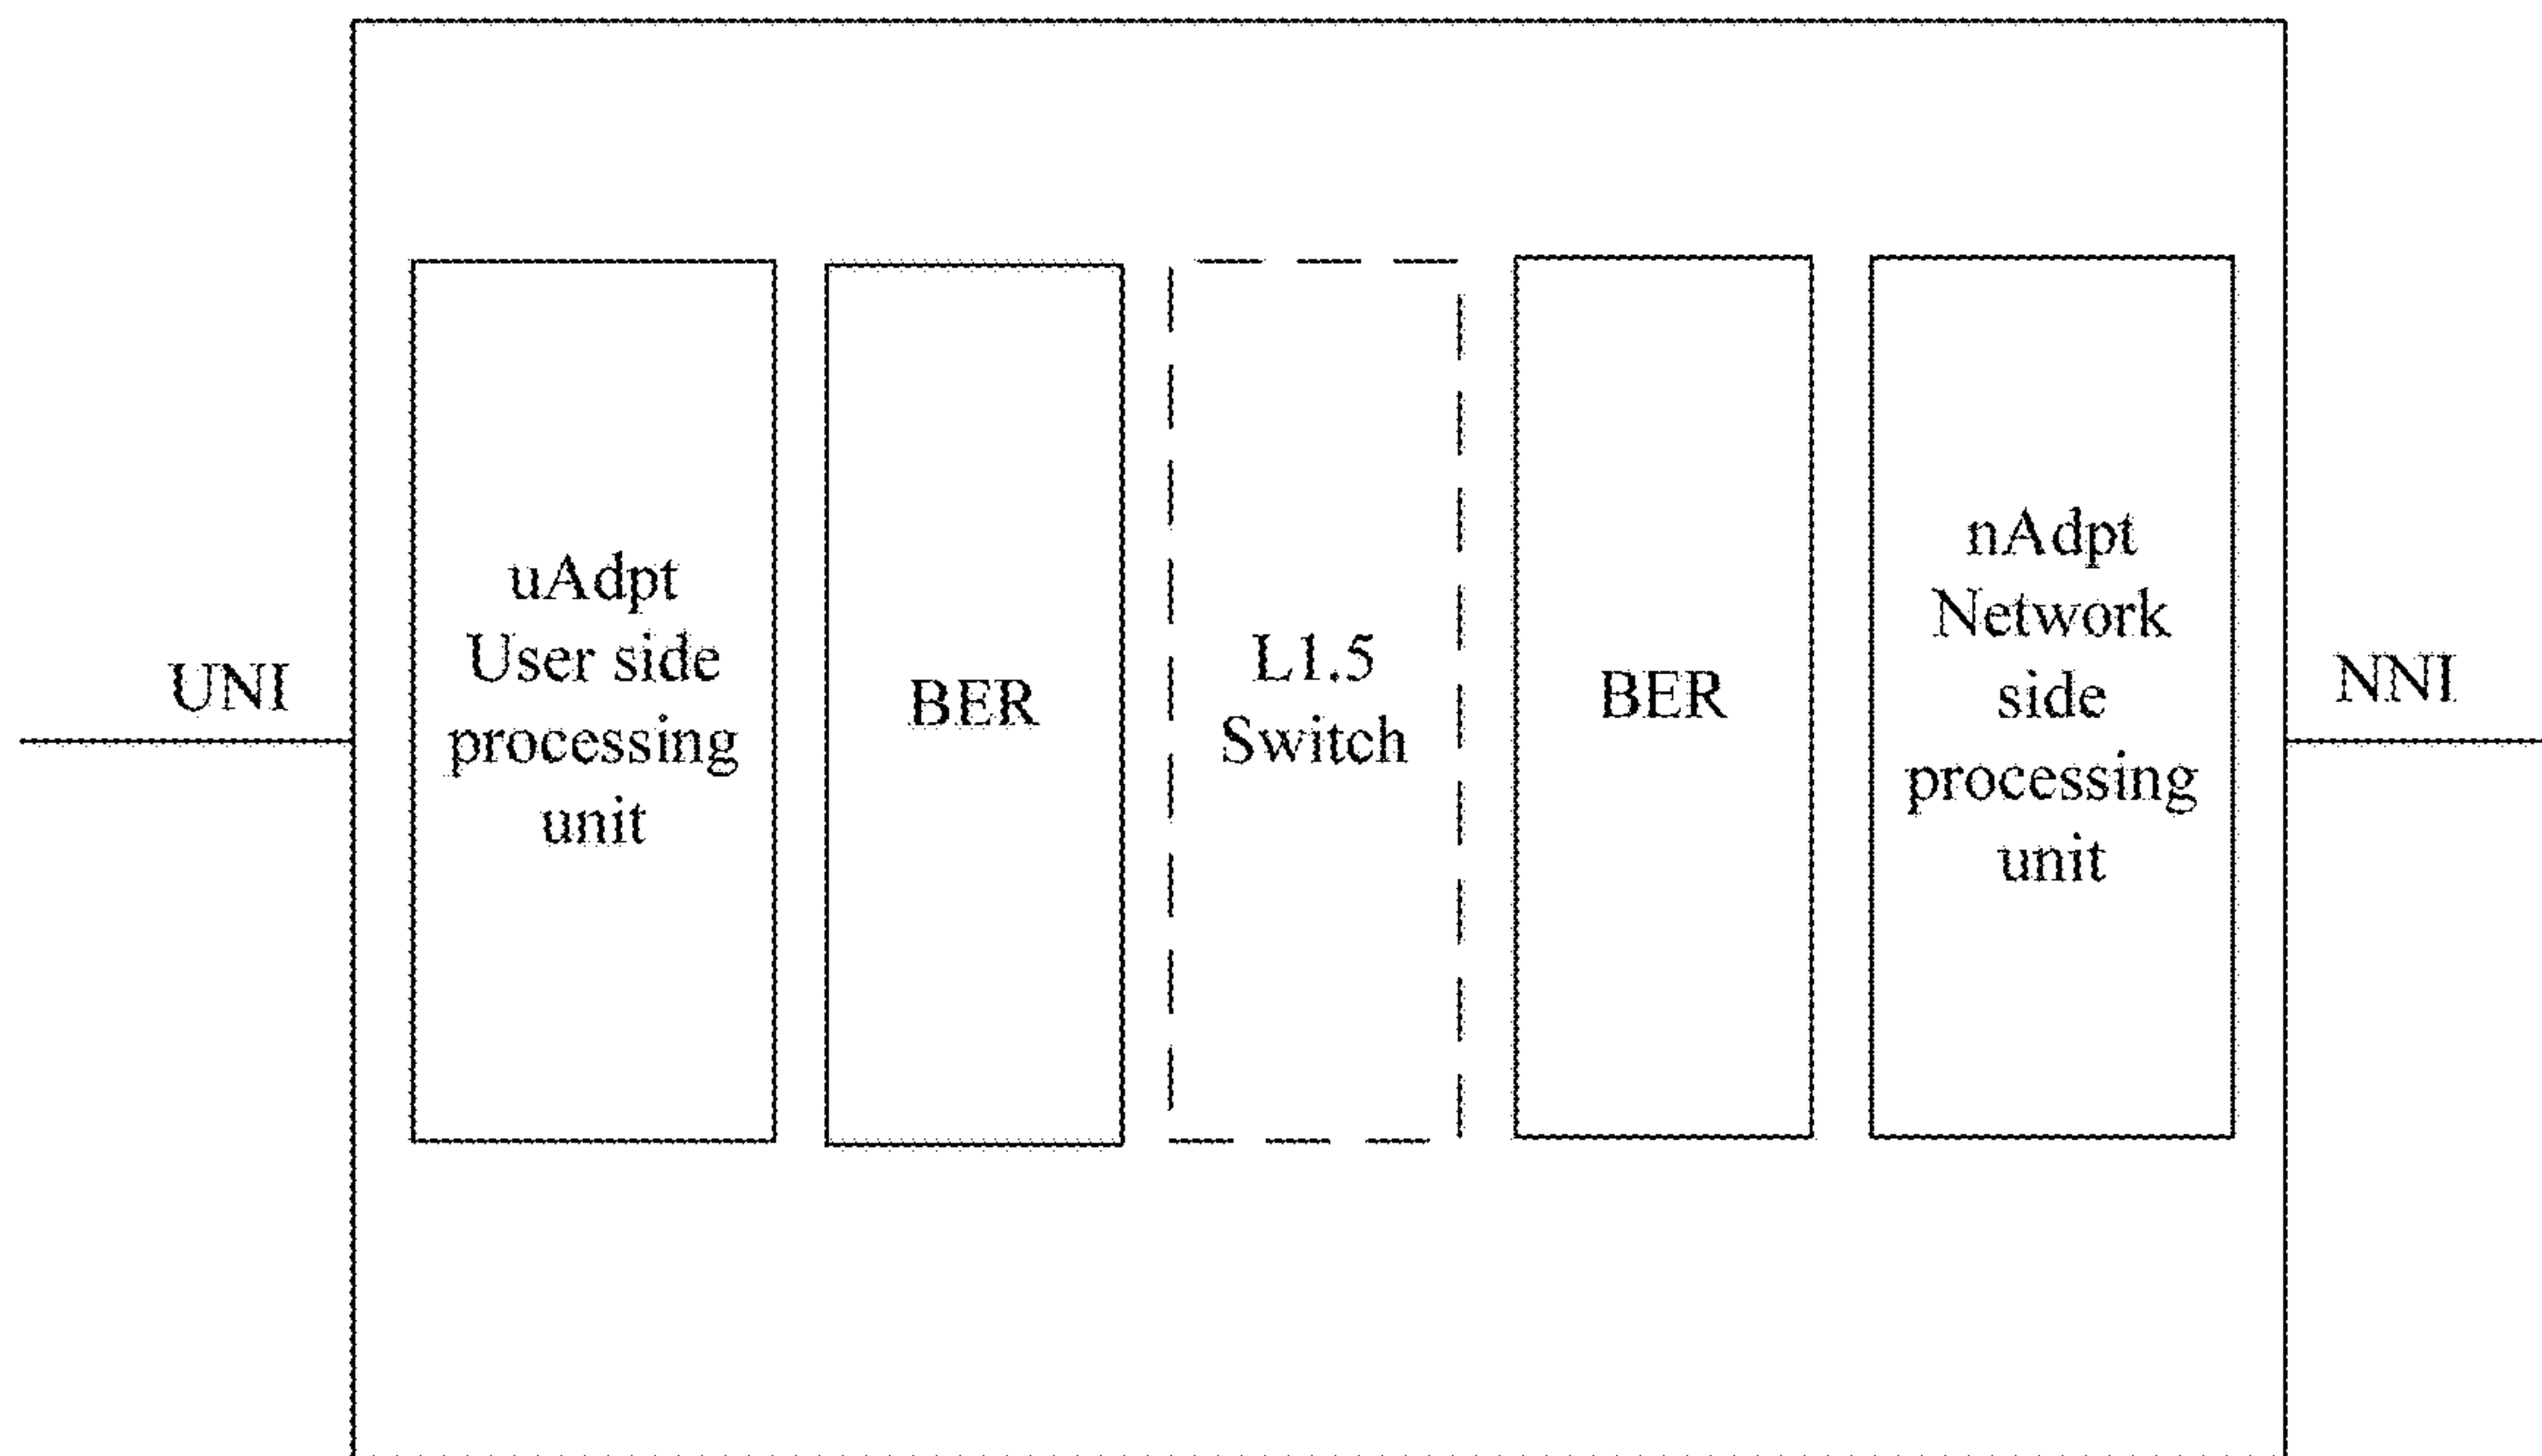 UNI
uAdpt
User side
processing
unit
BER
L1.5
Switch
BER
nAdpt
Network
side
processing
unit
NNI